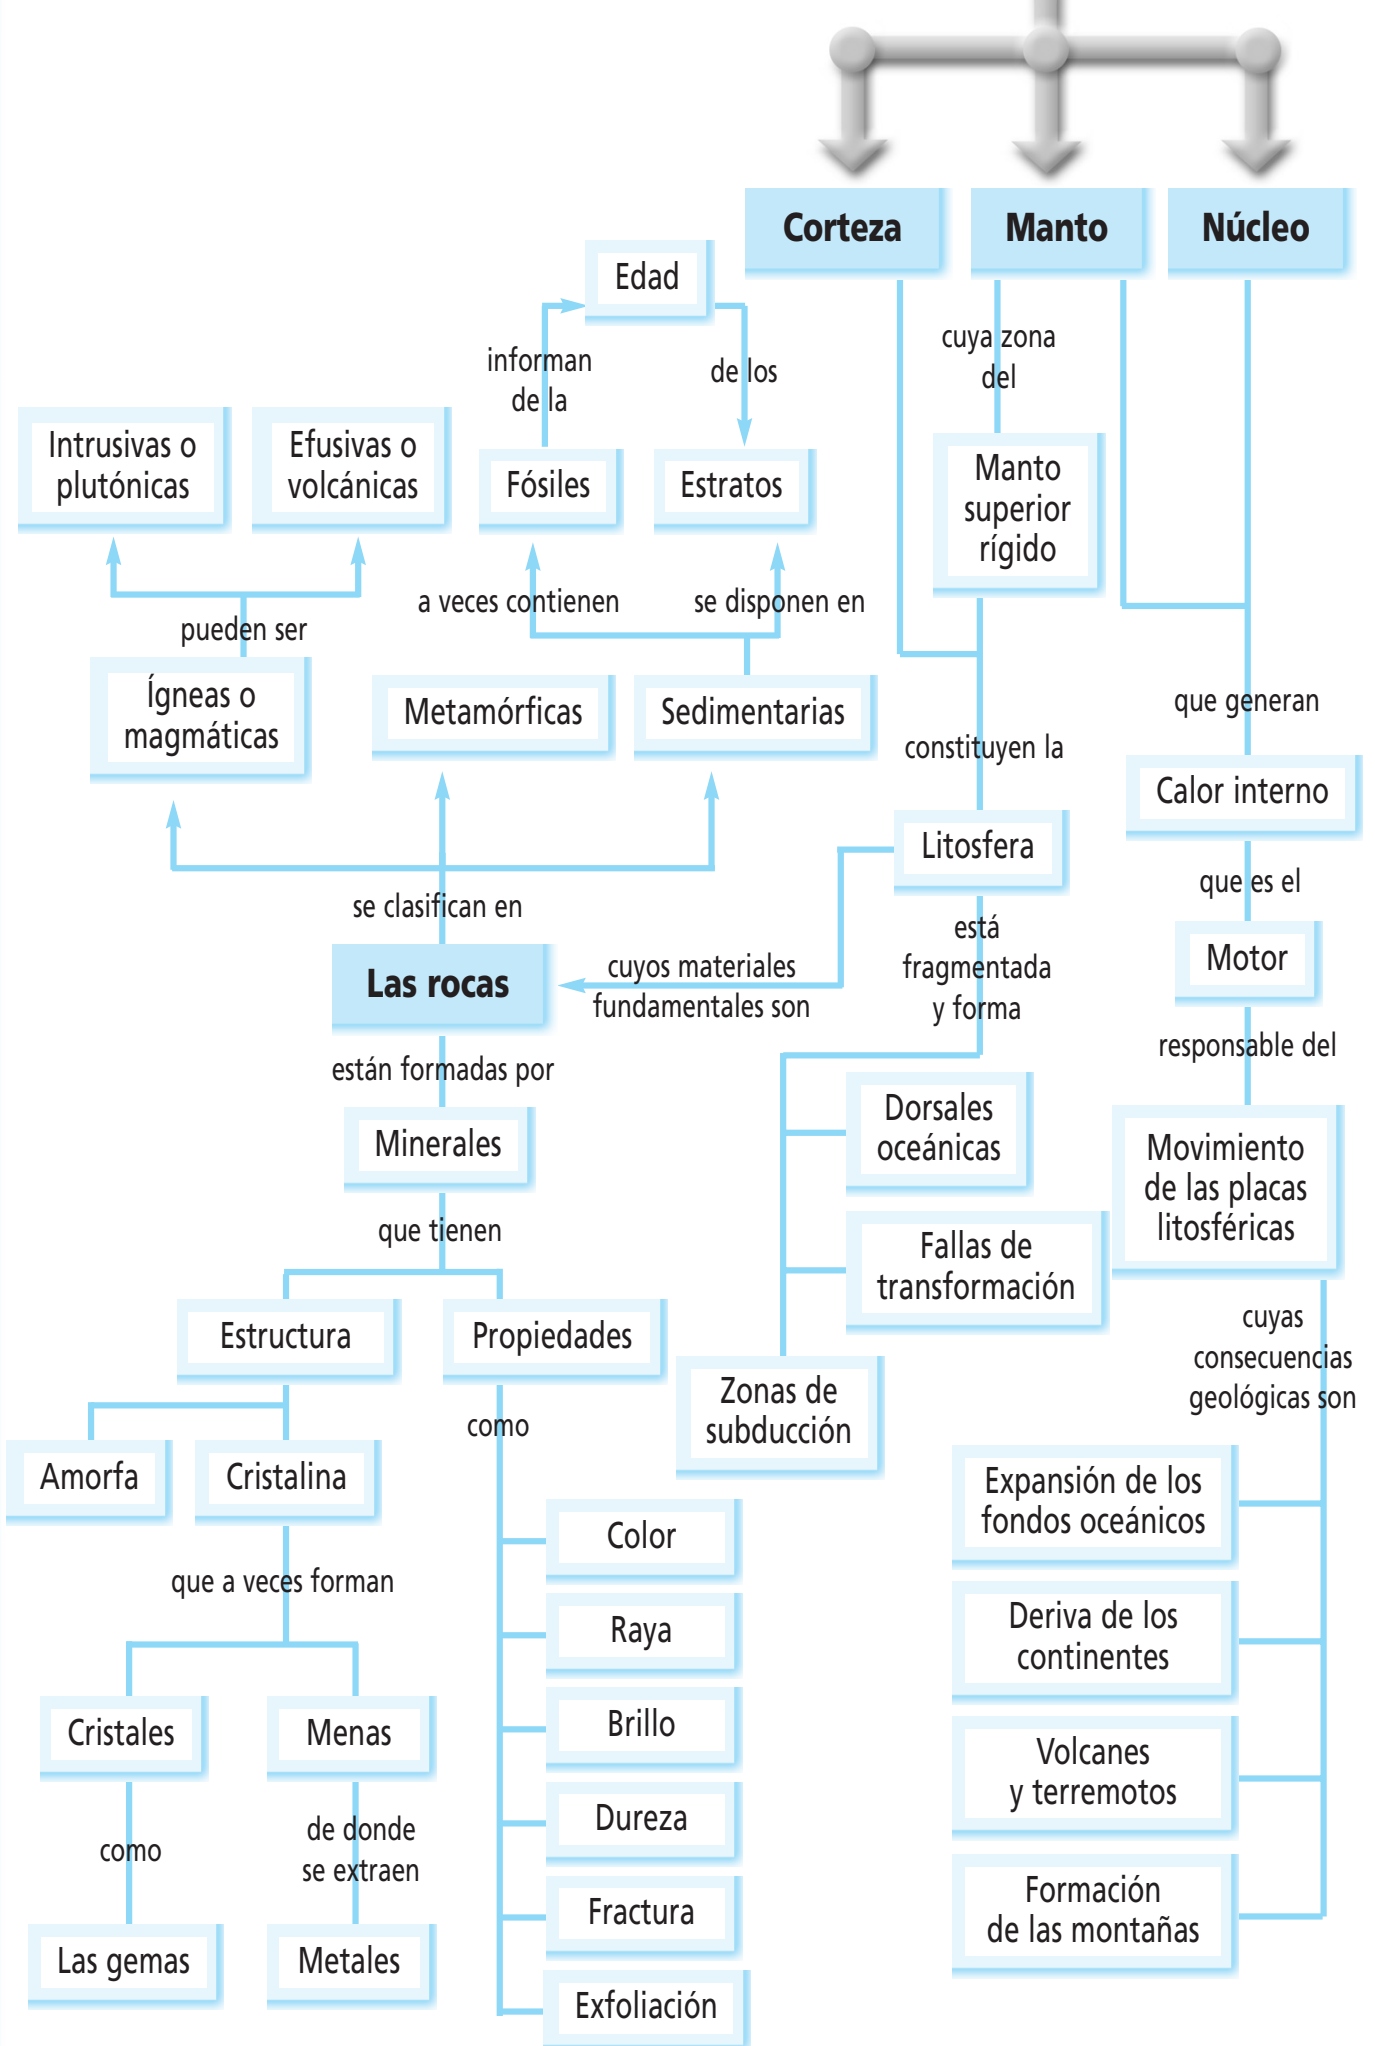 Corteza
Manto
Núcleo
Edad
informan
de la
de los
cuya zona
del
Intrusivas o
plutónicas
Efusivas o
volcánicas
Fósiles
Estratos
Manto
superior
rígido
a veces contienen
se disponen en
pueden ser
Ígneas o
magmáticas
Metamórficas
Sedimentarias
que generan
constituyen la
Calor interno
Litosfera
que es el
se clasifican en
está
fragmentada
y forma
Motor
Las rocas
cuyos materiales
fundamentales son
responsable del
están formadas por
Minerales
Dorsales
oceánicas
Movimiento
de las placas
litosféricas
que tienen
Fallas de
transformación
Estructura
Propiedades
cuyas
consecuencias
geológicas son
Zonas de
subducción
como
Amorfa
Cristalina
Expansión de los
fondos oceánicos
Color
que a veces forman
Raya
Deriva de los
continentes
Cristales
Menas
Brillo
Volcanes
y terremotos
Dureza
como
de donde
se extraen
Fractura
Formación
de las montañas
Las gemas
Metales
Exfoliación